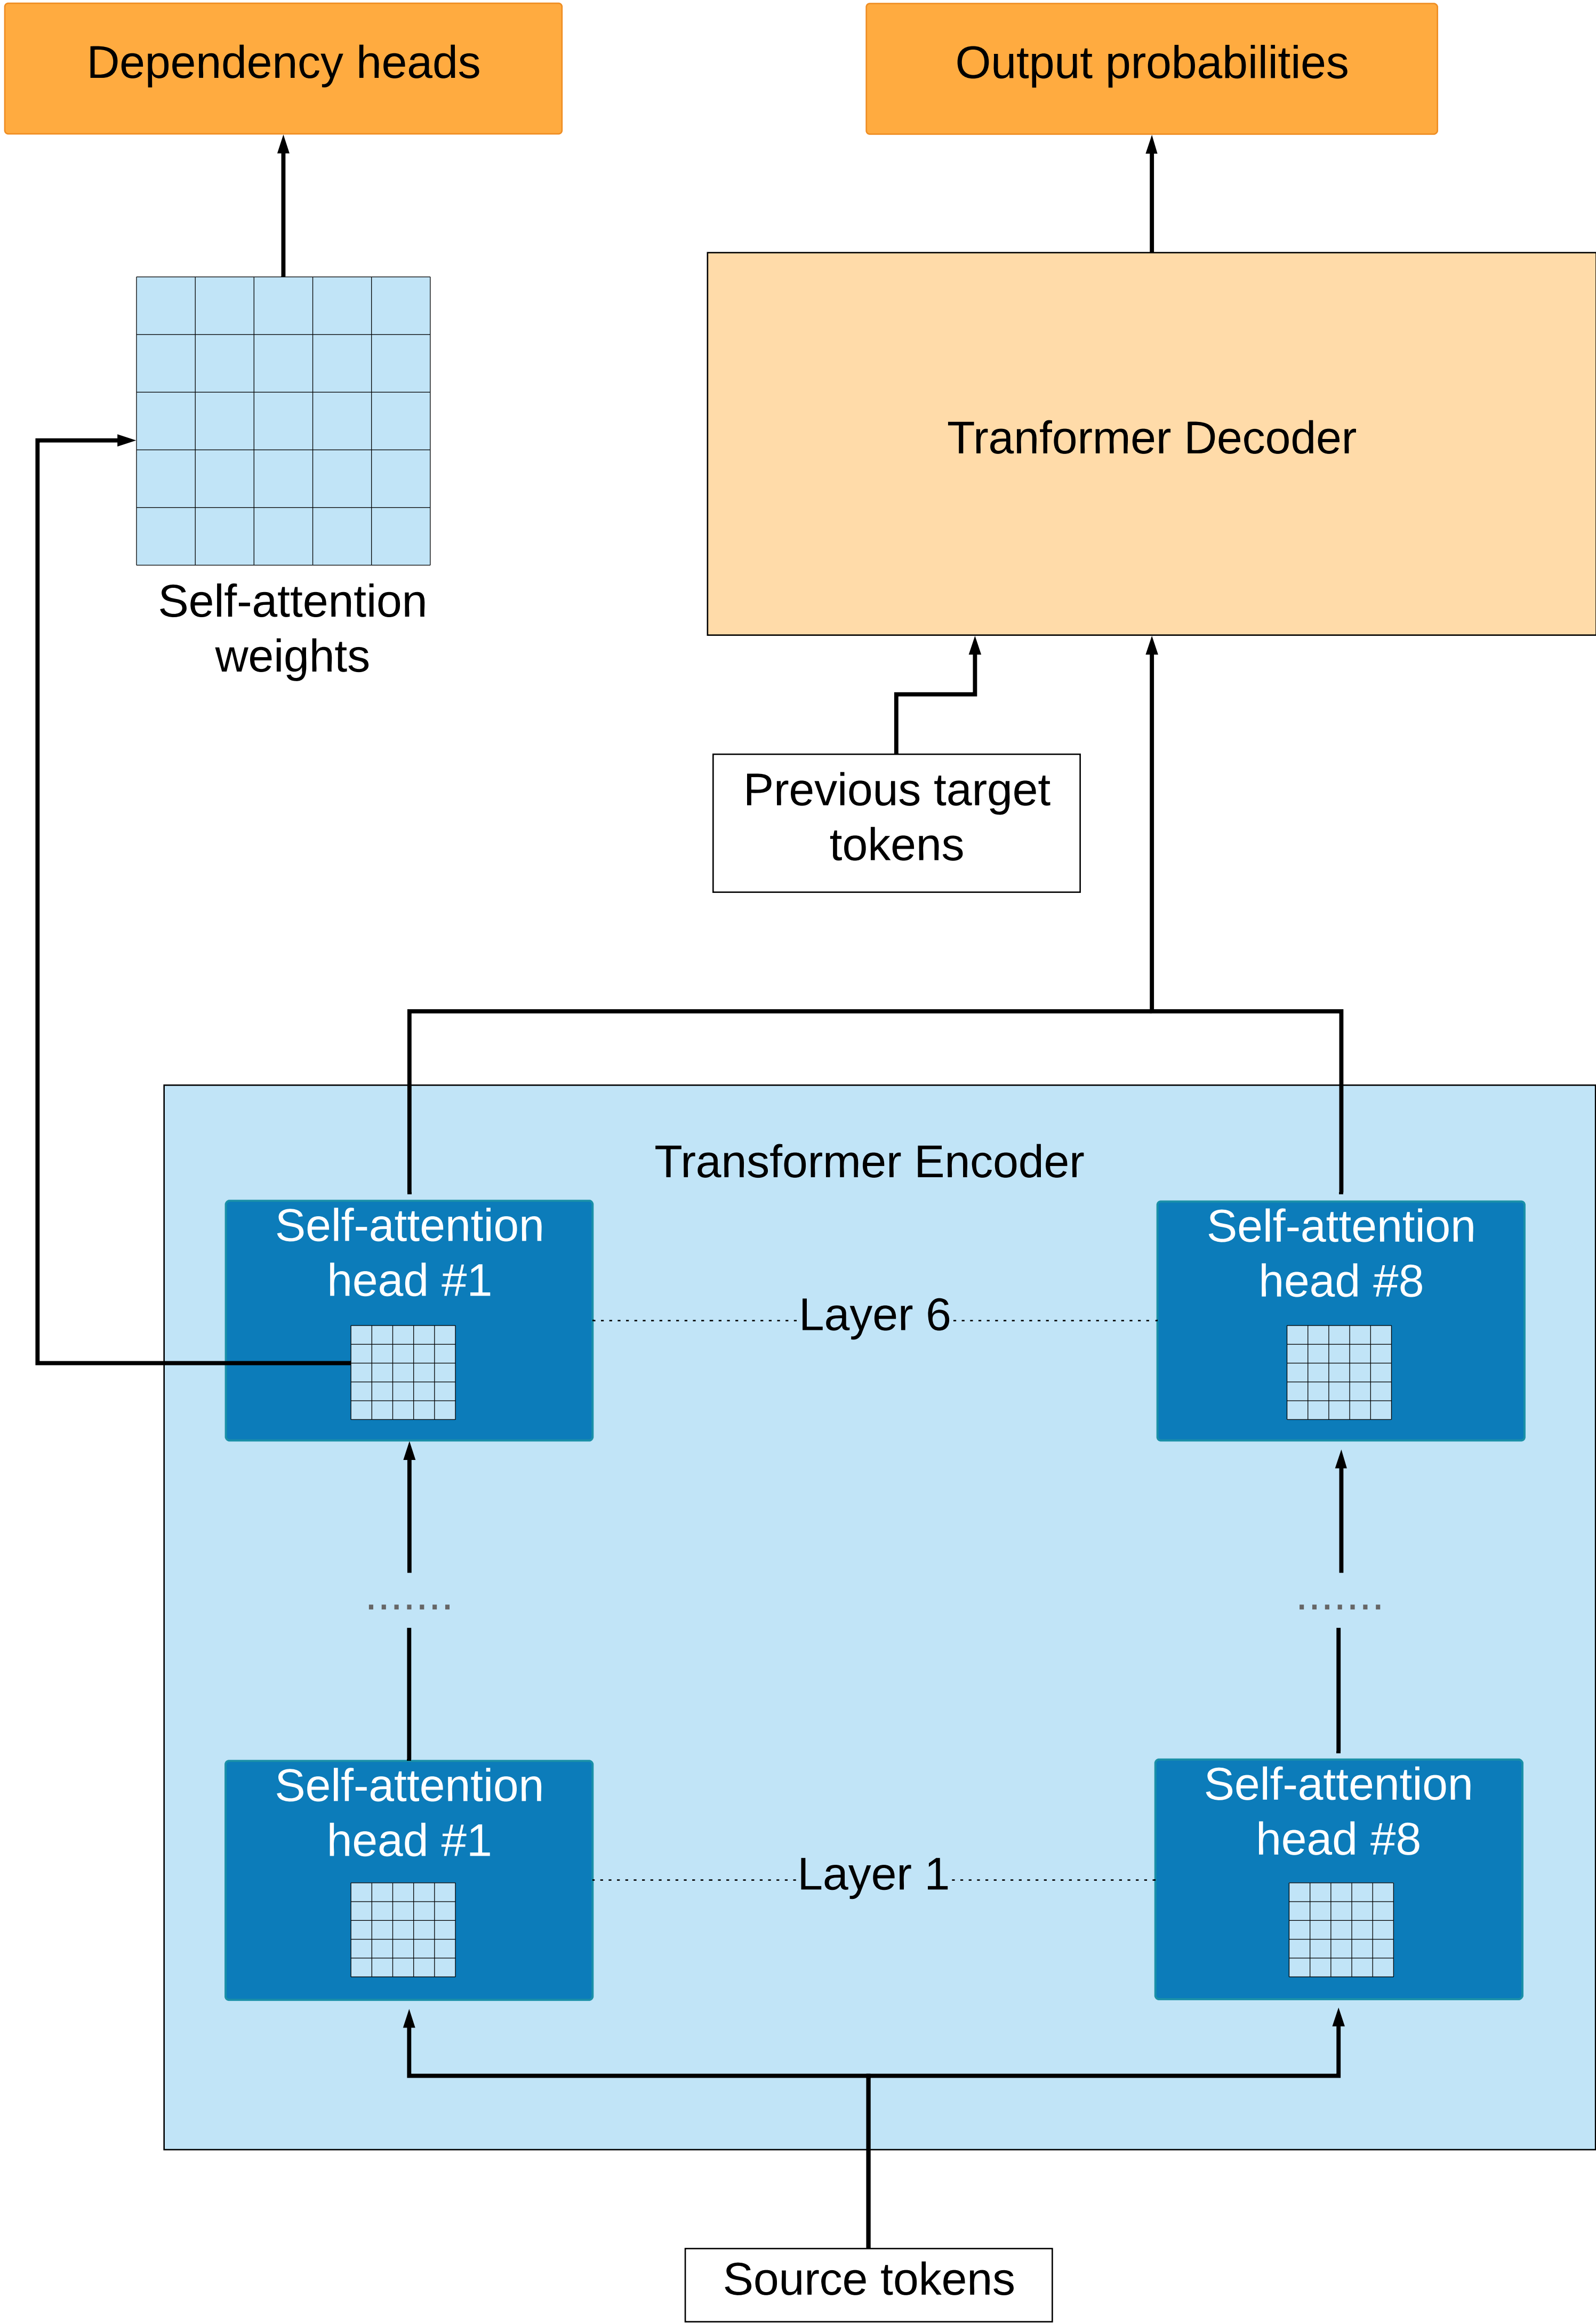 Dependency heads
Output probabilities
Tranformer Decoder
Self-attention
weights
Previous target
tokens
Transformer Encoder
Self-attention
head #1
Layer 6
Self-attention
head #8
Self-attention
head #1
Layer 1
Self-attention
head #8
Source tokens